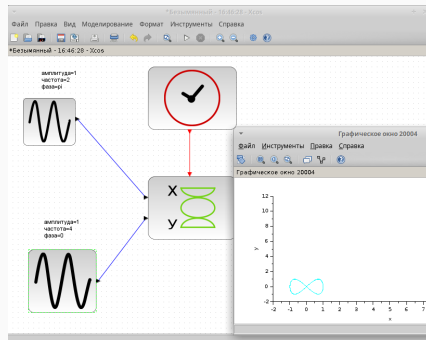 *Безымянный - 16:46:28 - Xcos
Файл Правка Вид Моделирование Формат Инструменты Справка
*Безымянный - 16:46:28 - Xcos
амплитуда=1
частота=2
фаза=pi
X
У
амплитуда=1
частота=4
фаза=0
Графическое окно 20004
Файл Инструменты Правка Справка
Графическое окно 20004
12
10
8
6
y
4
2
0
-2
-2 -1 0 1 2 3 4 5 6 7
x